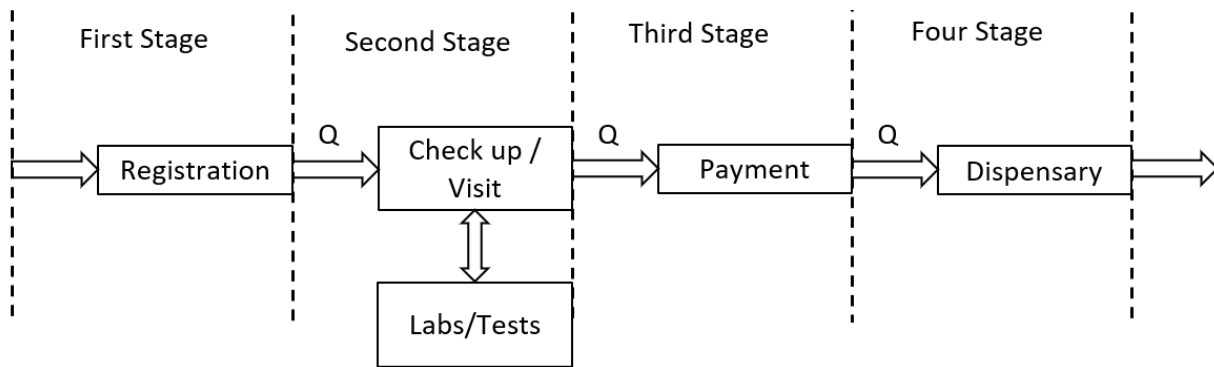 First Stage
Second Stage
Third Stage
Four Stage
Q
Q
Q
Registration
Check up /
Visit
Payment
Dispensary
Labs/Tests